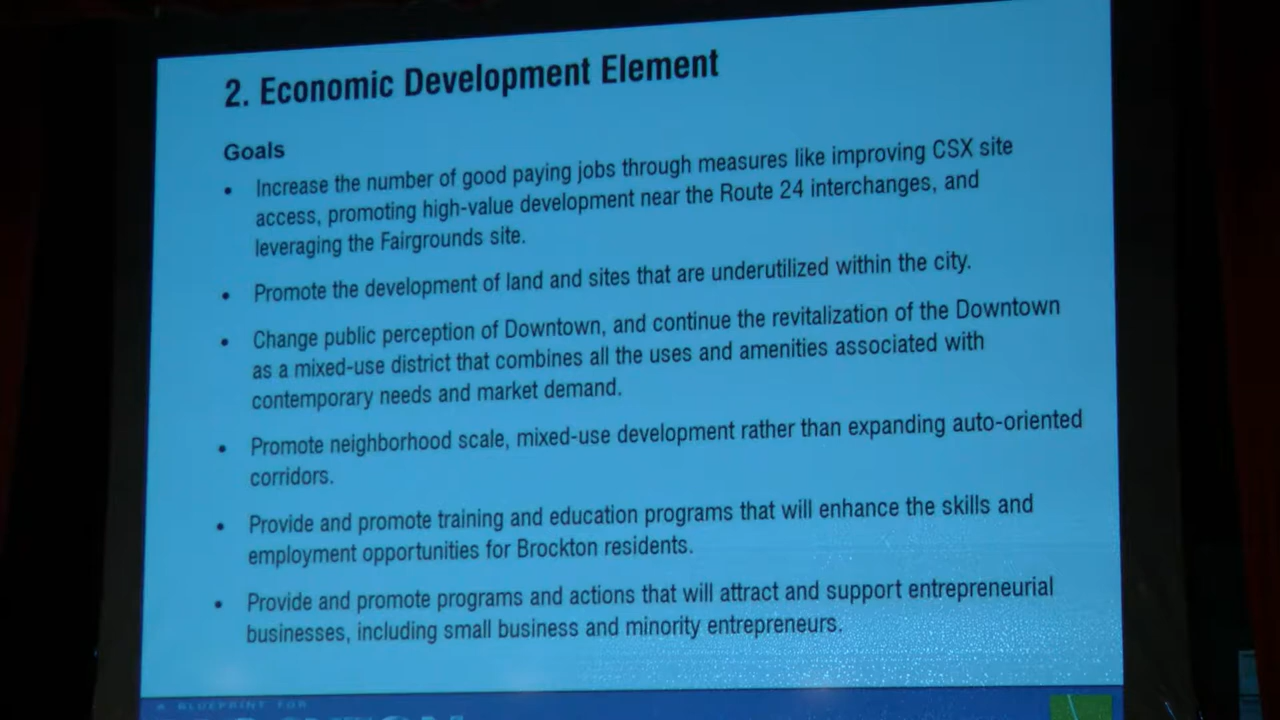 2. Economic Development Element
Goals
• Increase the number of good paying jobs through measures like improving CSX site
access, promoting high-value development near the Route 24 interchanges, and
leveraging the Fairgrounds site.
• Promote the development of land and sites that are underutilized within the city.
• Change public perception of Downtown, and continue the revitalization of the Downtown
as a mixed-use district that combines all the uses and amenities associated with
contemporary needs and market demand.
• Promote neighborhood scale, mixed-use development rather than expanding auto-oriented
corridors.
• Provide and promote training and education programs that will enhance the skills and
employment opportunities for Brockton residents.
• Provide and promote programs and actions that will attract and support entrepreneurial
businesses, including small business and minority entrepreneurs.
A BLUEPRINT FOR